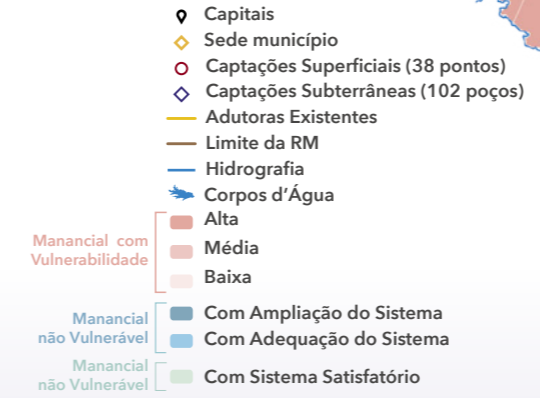 Capitais
Sede município
Captações Superficiais (38 pontos)
Captações Subterrâneas (102 poços)
Adutoras Existentes
Limite da RM
Hidrografia
Corpos d'Água
Manancial com
Vulnerabilidade
Alta
Média
Baixa
Manancial
não Vulnerável
Com Ampliação do Sistema
Com Adequação do Sistema
Manancial
não Vulnerável
Com Sistema Satisfatório